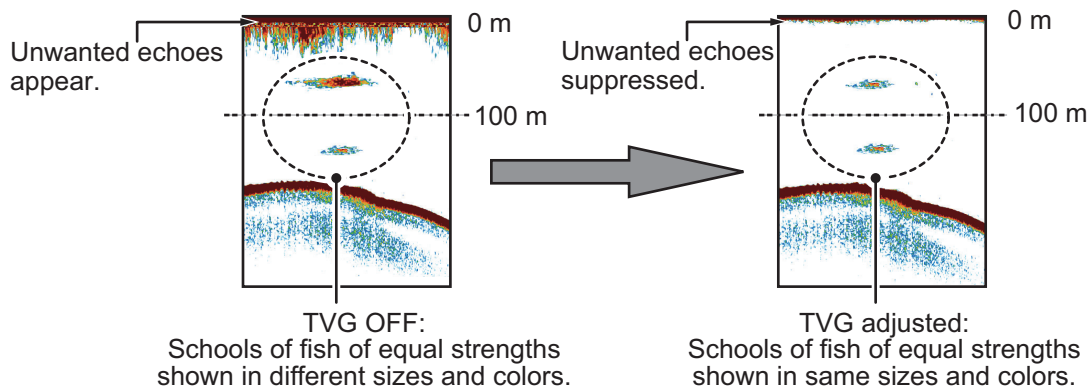 Unwanted echoes
appear.
0 m
100 m
TVG OFF:
Schools of fish of equal strengths
shown in different sizes and colors.
Unwanted echoes
suppressed.
0 m
100 m
TVG adjusted:
Schools of fish of equal strengths
shown in same sizes and colors.